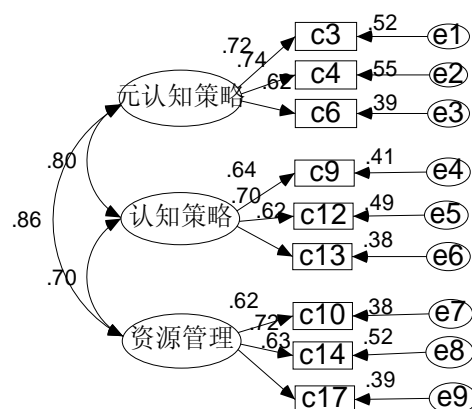 .72 c3 .52 e1
.74 c4 .55 e2
元认知策略 .62 c6 .39 e3
.80
.64 c9 .41 e4
.70 c12 .49 e5
认知策略 .62 c13 .38 e6
.86
.70
.62 c10 .38 e7
.72 c14 .52 e8
资源管理 .63 c17 .39 e9